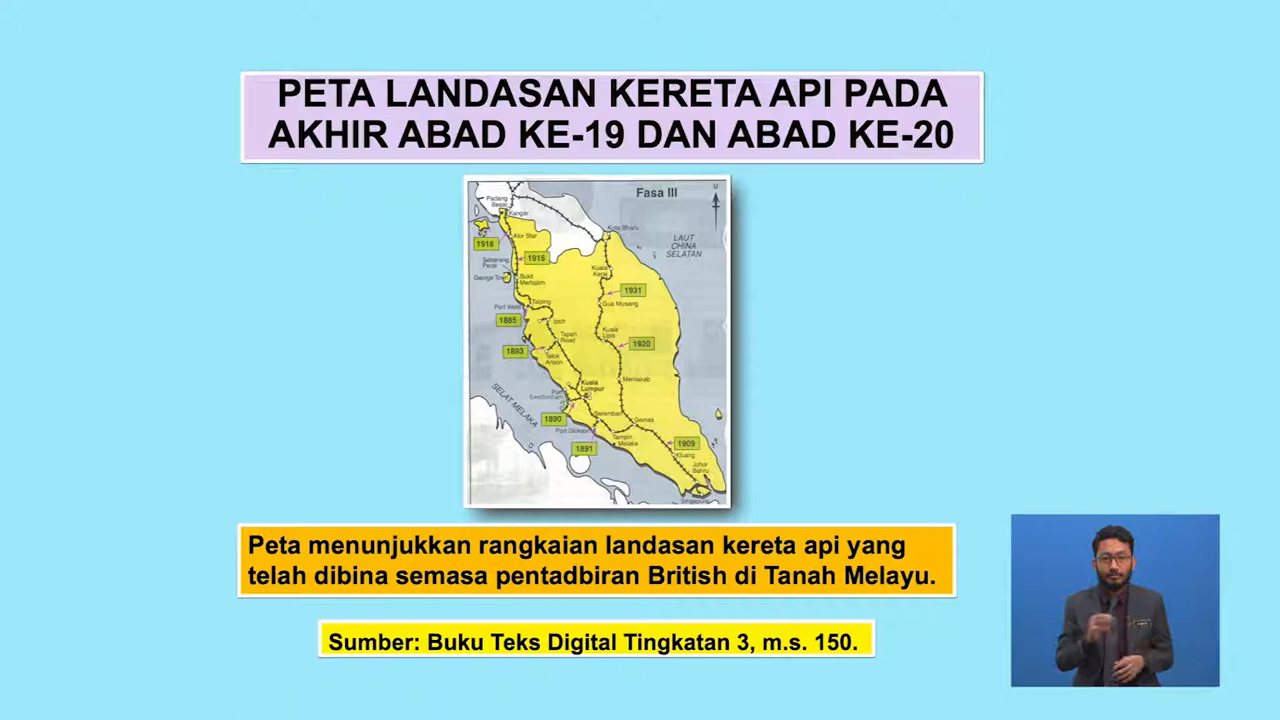 PETA LANDASAN KERETA API PADA
AKHIR ABAD KE-19 DAN ABAD KE-20
Fasa III
U
Padang
Besar
Kangar
Kota Bharu
Alor Star
LAUT
CHINA
SELATAN
1918
1915
Seberang
Perai
Kuala
Kerai
George Town
Bukit
Mertajam
1931
Taiping
Gua Musang
Port Weld
1885
Ipoh
Tapah
Road
Kuala
Lipis
1920
1893
Telok
Anson
Kuala
Lumpur
Mentakab
SELAT MELAKA
Port
Swettenham
1890
Seremban
Gemas
Port Dickson
Tampin
Melaka
1909
1891
Kluang
Johor
Bahru
Singapura
Peta menunjukkan rangkaian landasan kereta api yang
telah dibina semasa pentadbiran British di Tanah Melayu.
Sumber: Buku Teks Digital Tingkatan 3, m.s. 150.